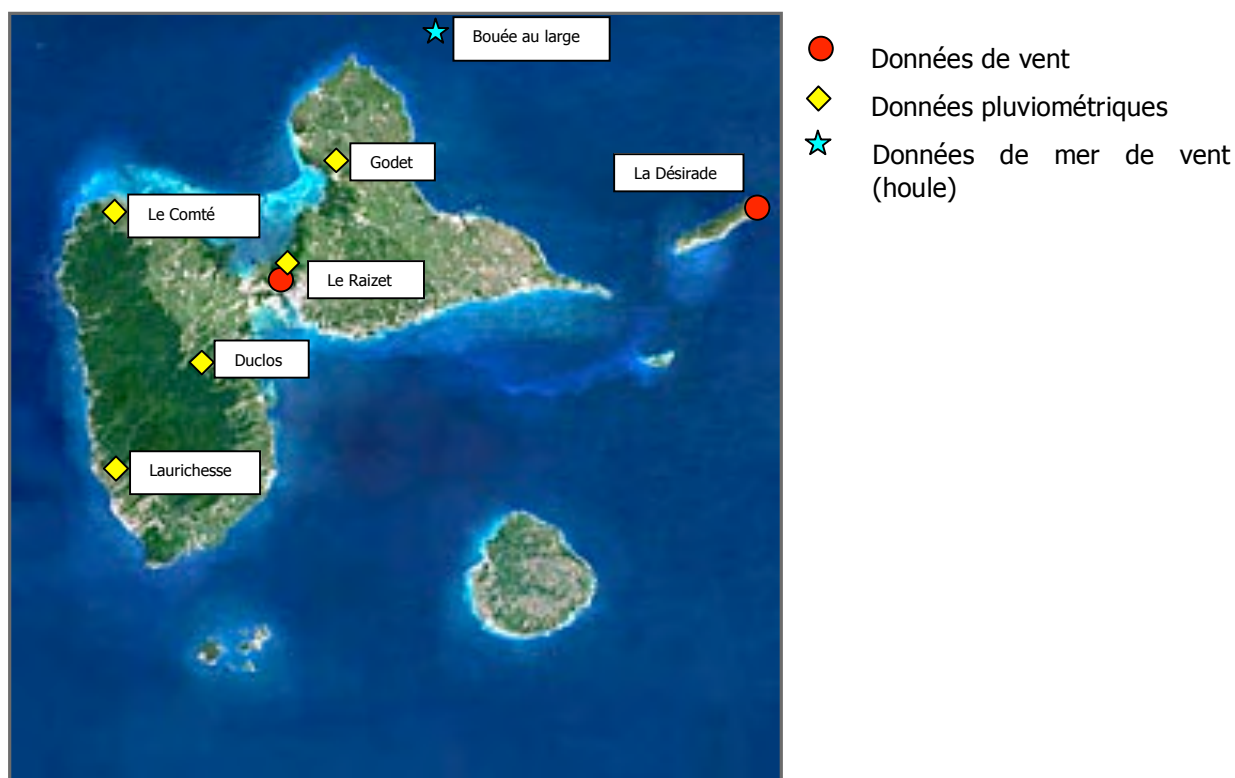 Bouée au large
Godet
La Désirade
Le Comté
Le Raizet
Duclos
Laurichesse
Données de vent
Données pluviométriques
Données de mer de vent
(houle)